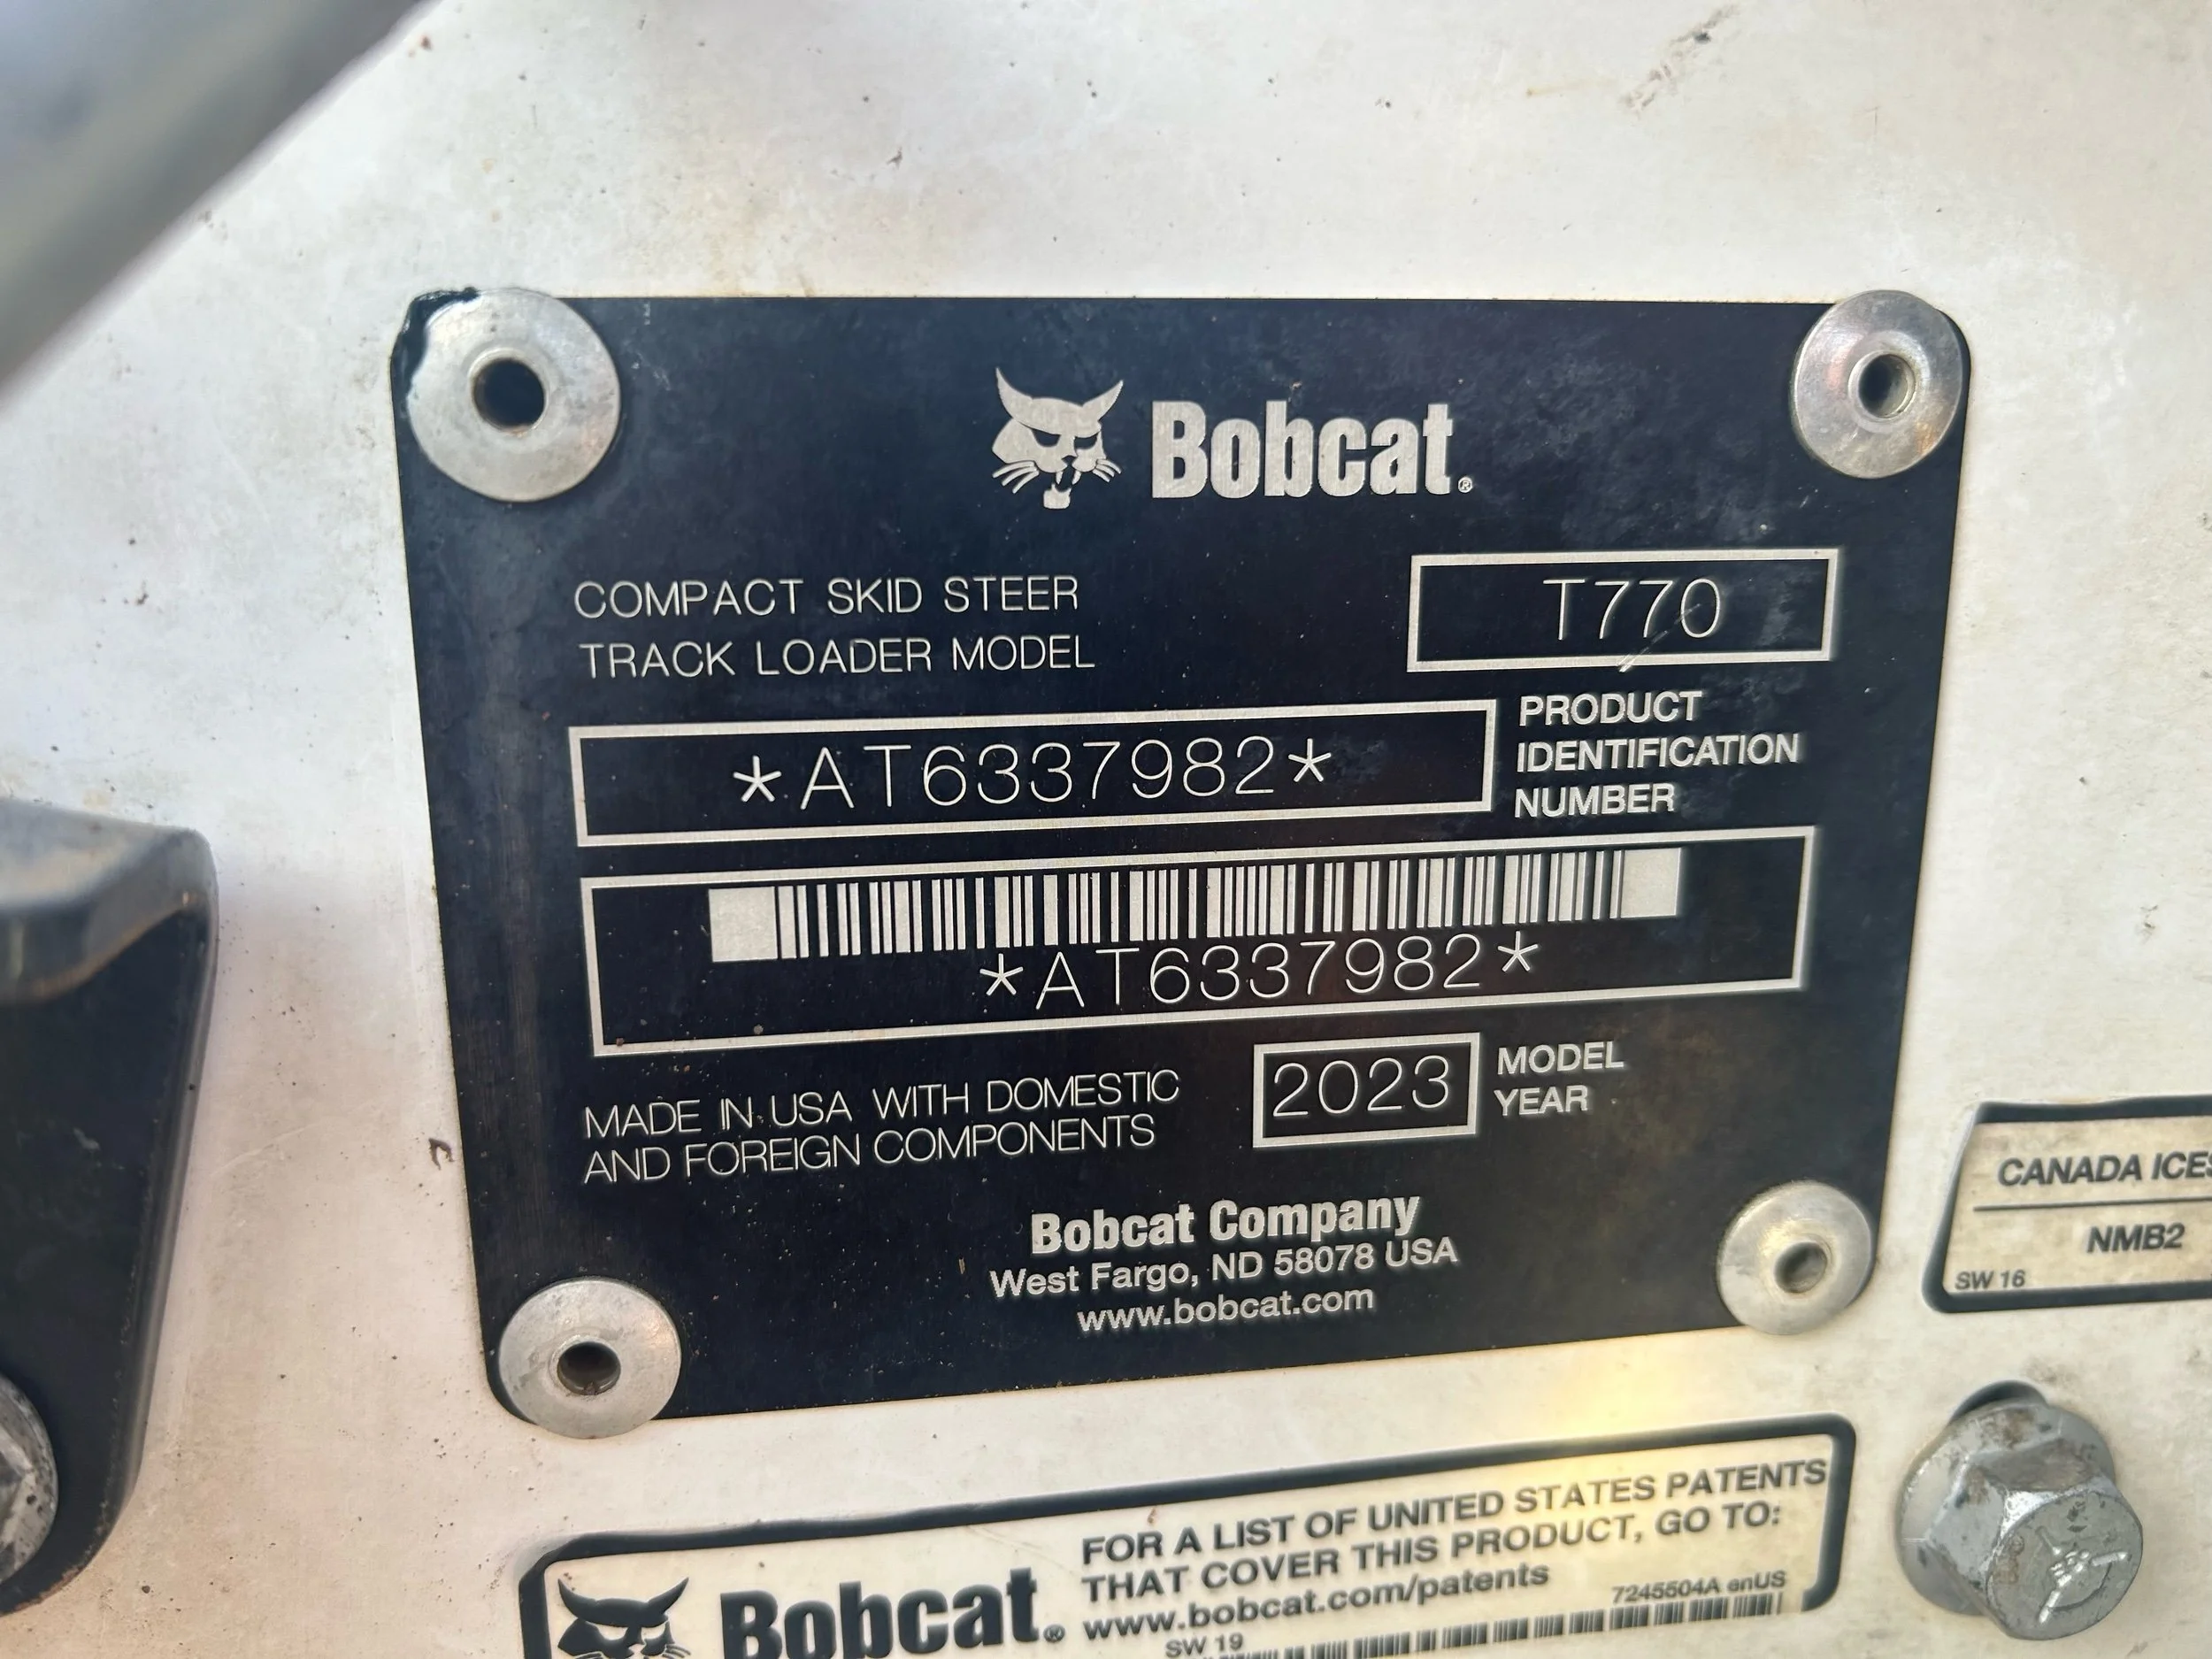 Bobcat®
COMPACT SKID STEER
TRACK LOADER MODEL
T770
*AT6337982*
PRODUCT
IDENTIFICATION
NUMBER
*AT6337982*
MADE IN USA WITH DOMESTIC
AND FOREIGN COMPONENTS
2023
MODEL
YEAR
Bobcat Company
West Fargo, ND 58078 USA
www.bobcat.com
CANADA
NMB2
SW 16
Bobcat®
FOR A LIST OF UNITED STATES PATENTS
THAT COVER THIS PRODUCT, GO TO:
www.bobcat.com/patents
7245504A enUS
SW 19